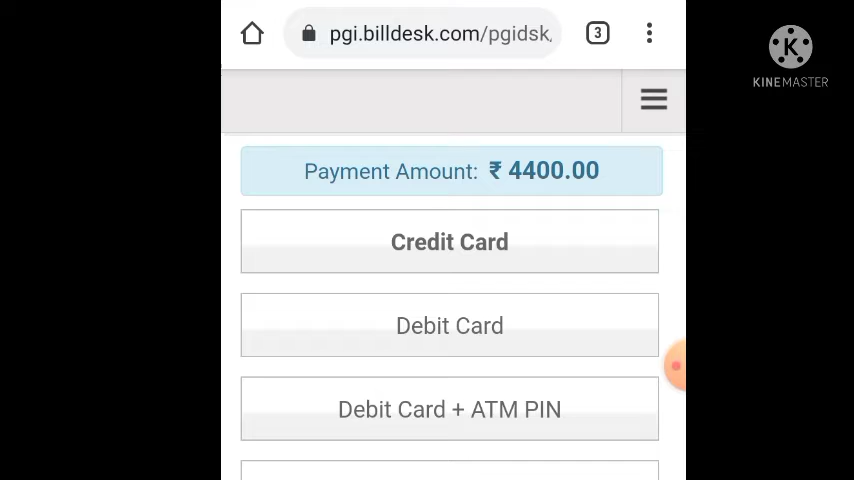 pgi.billdesk.com/pgidsk,
3
K
KINEMASTER
Payment Amount: ₹ 4400.00
Credit Card
Debit Card
Debit Card + ATM PIN